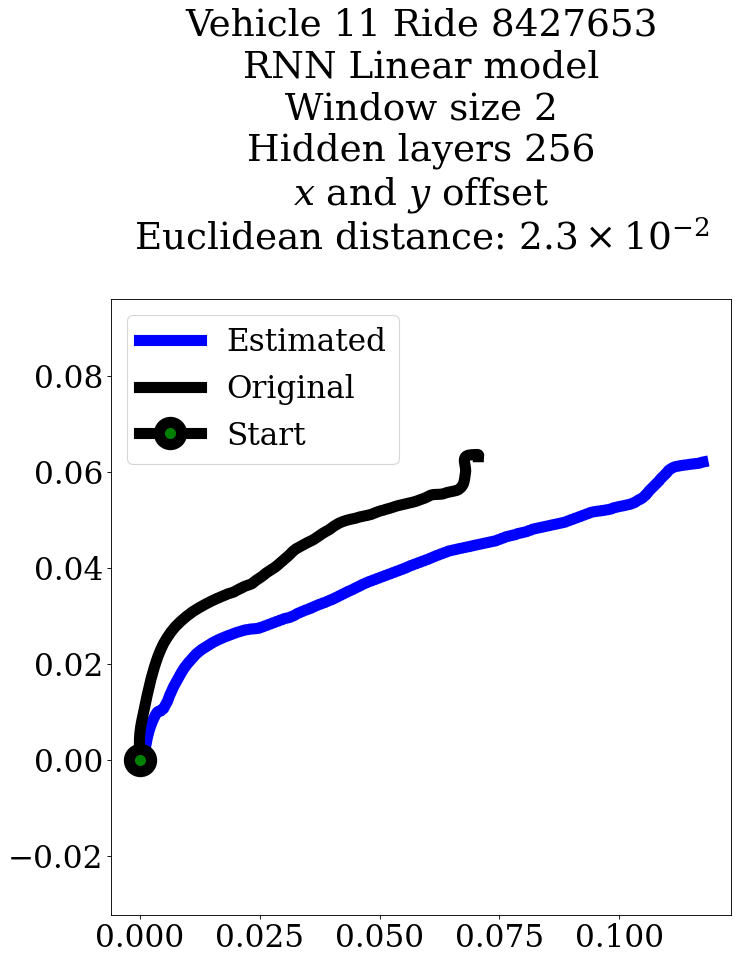 Vehicle 11 Ride 8427653
RNN Linear model
Window size 2
Hidden layers 256
x and y offset
Euclidean distance: 2.3 × 10⁻²
Estimated
Original
Start
0.08
0.06
0.04
0.02
0.00
−0.02
0.000 0.025 0.050 0.075 0.100